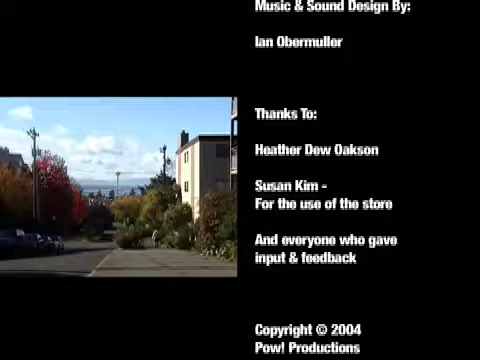 Music & Sound Design By:
Ian Obermuller
Thanks To:
Heather Dew Oakson
Susan Kim -
For the use of the store
And everyone who gave
input & feedback
Copyright © 2004
Pow! Productions